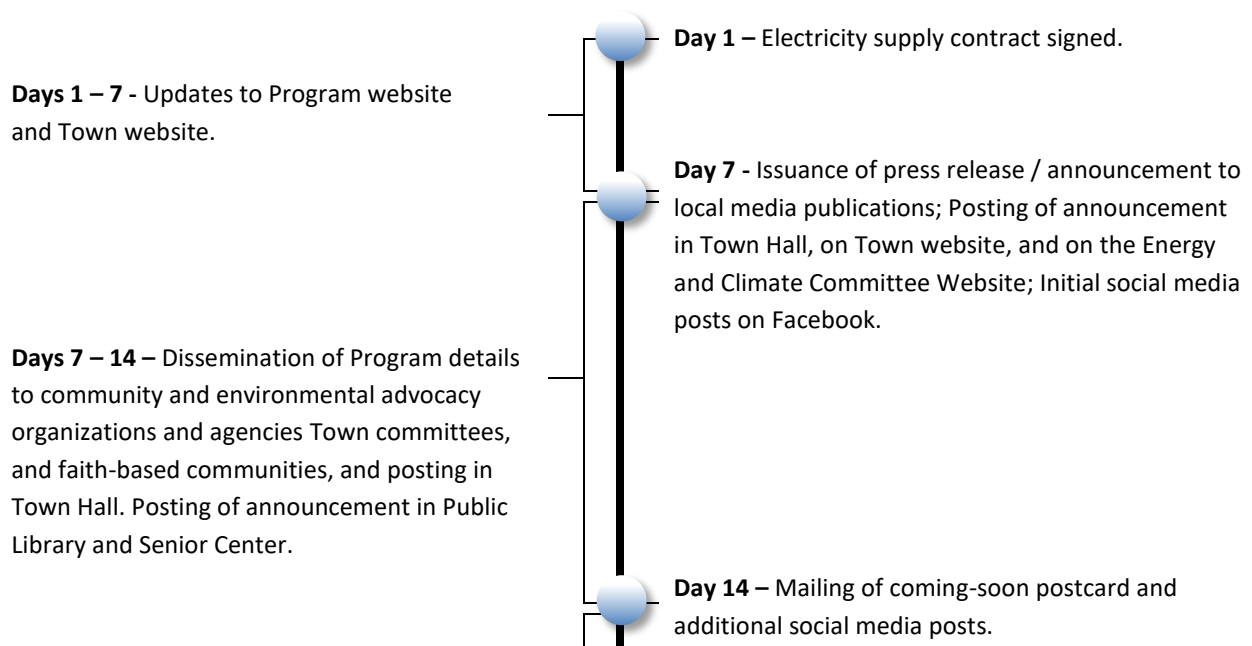 Day 1 – Electricity supply contract signed.
Days 1 – 7 - Updates to Program website
and Town website.
Day 7 - Issuance of press release / announcement to
local media publications; Posting of announcement
in Town Hall, on Town website, and on the Energy
and Climate Committee Website; Initial social media
posts on Facebook.
Days 7 – 14 – Dissemination of Program details
to community and environmental advocacy
organizations and agencies Town committees,
and faith-based communities, and posting in
Town Hall. Posting of announcement in Public
Library and Senior Center.
Day 14 – Mailing of coming-soon postcard and
additional social media posts.